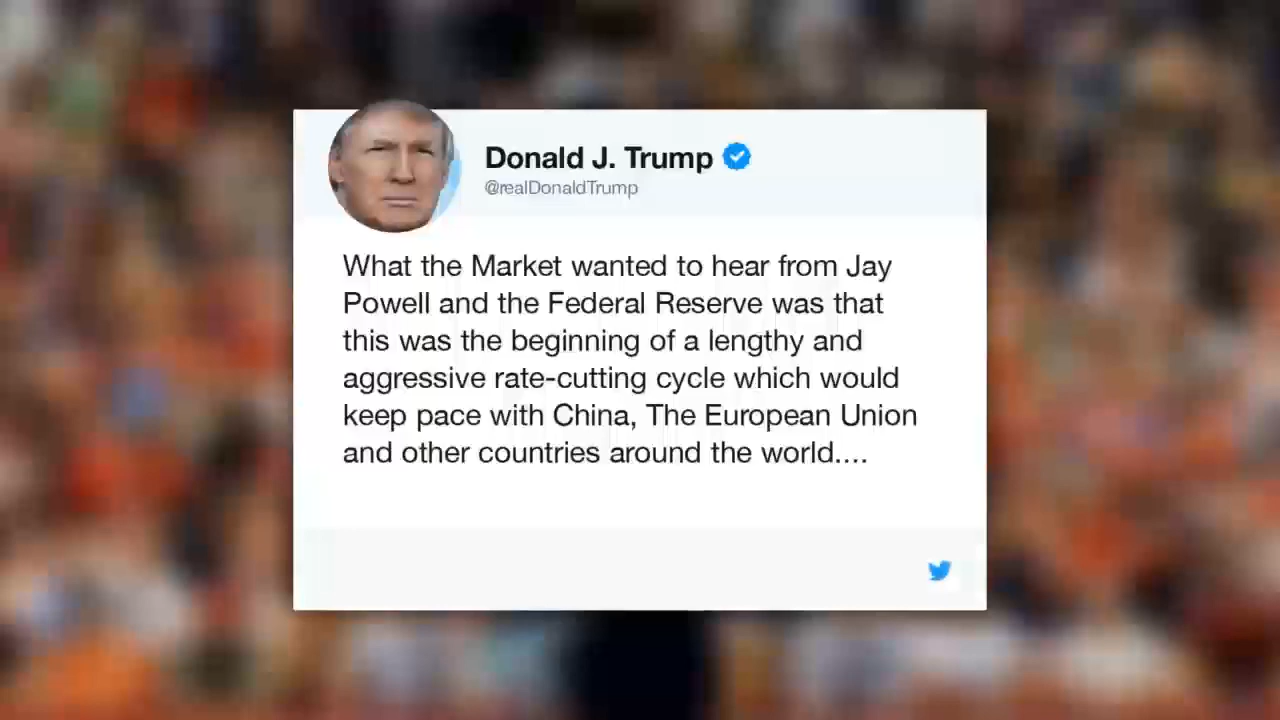 Donald J. Trump
@realDonaldTrump
What the Market wanted to hear from Jay
Powell and the Federal Reserve was that
this was the beginning of a lengthy and
aggressive rate-cutting cycle which would
keep pace with China, The European Union
and other countries around the world....